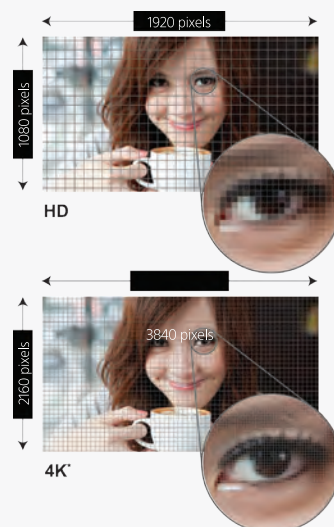 1920 pixels
1080 pixels
HD
3840 pixels
2160 pixels
4K*